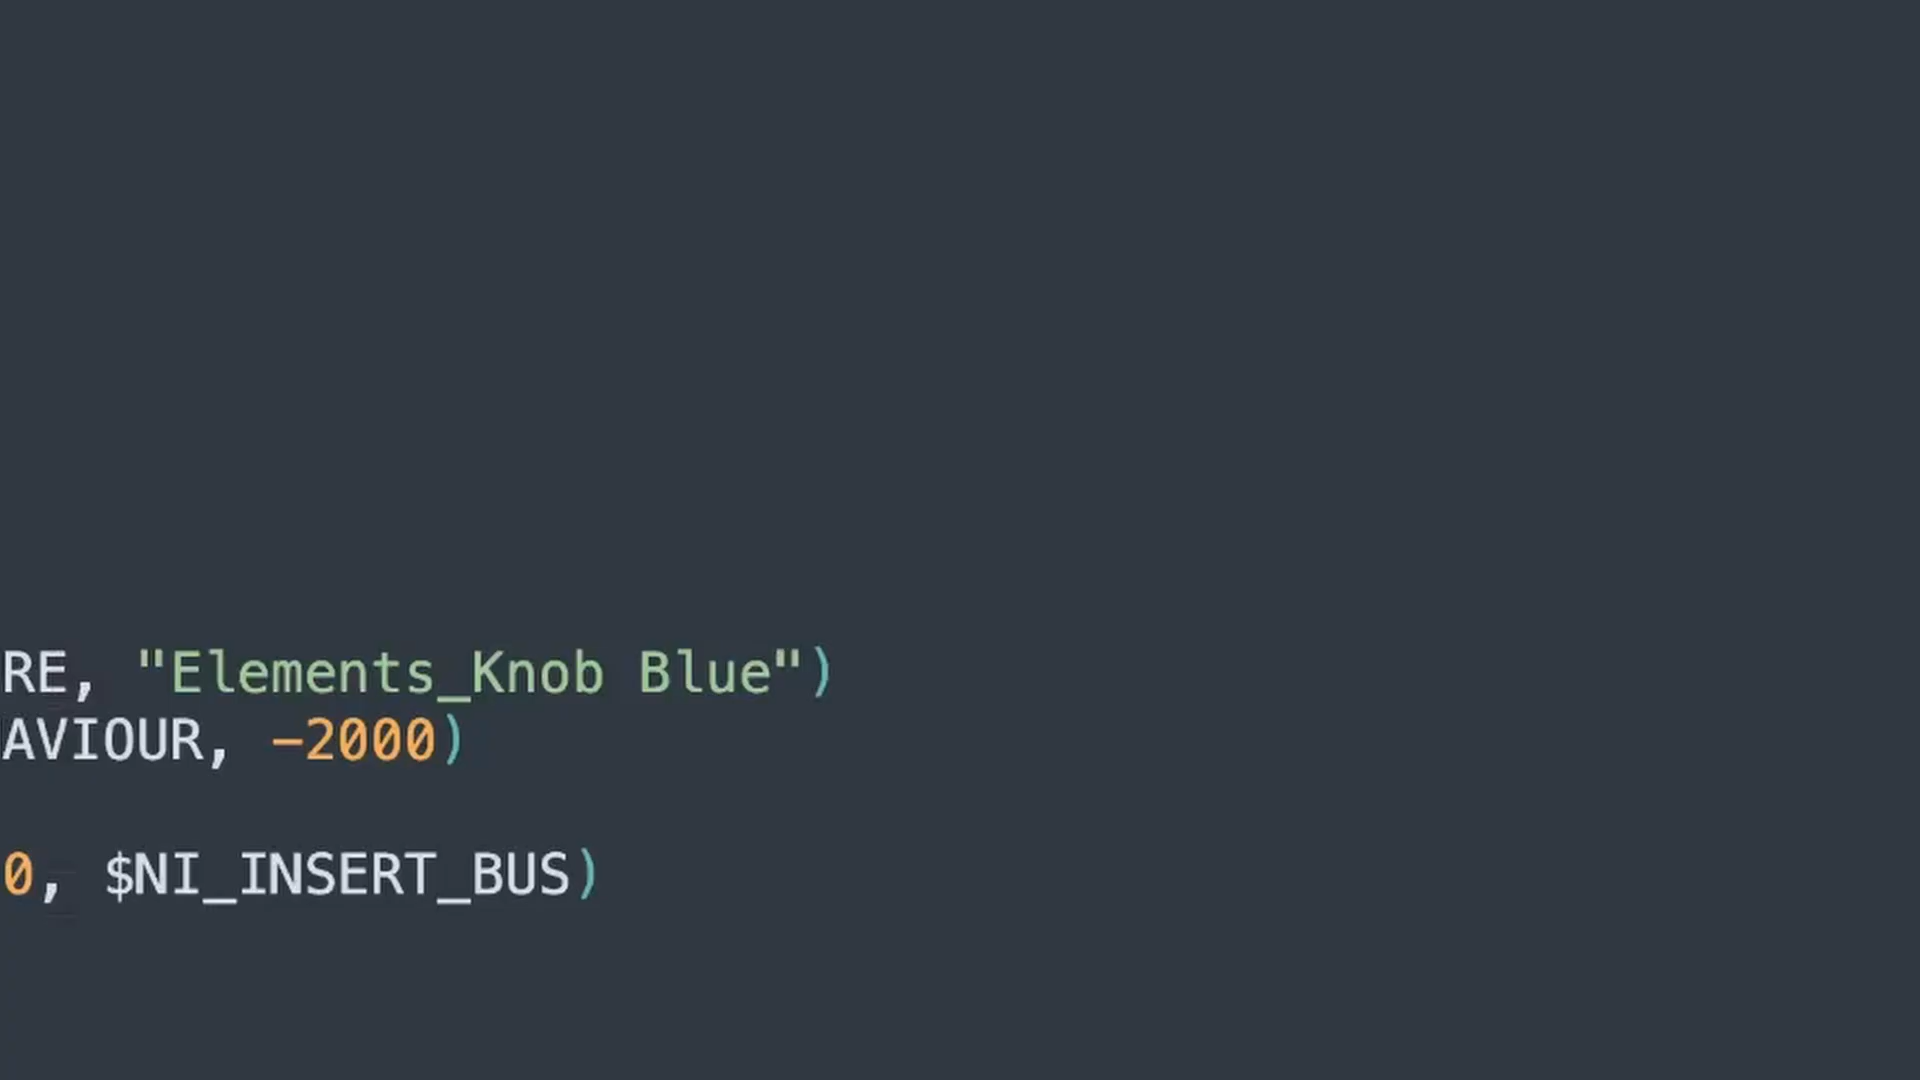 RE, "Elements_Knob Blue")
AVIOUR, -2000)
0, $NI_INSERT_BUS)